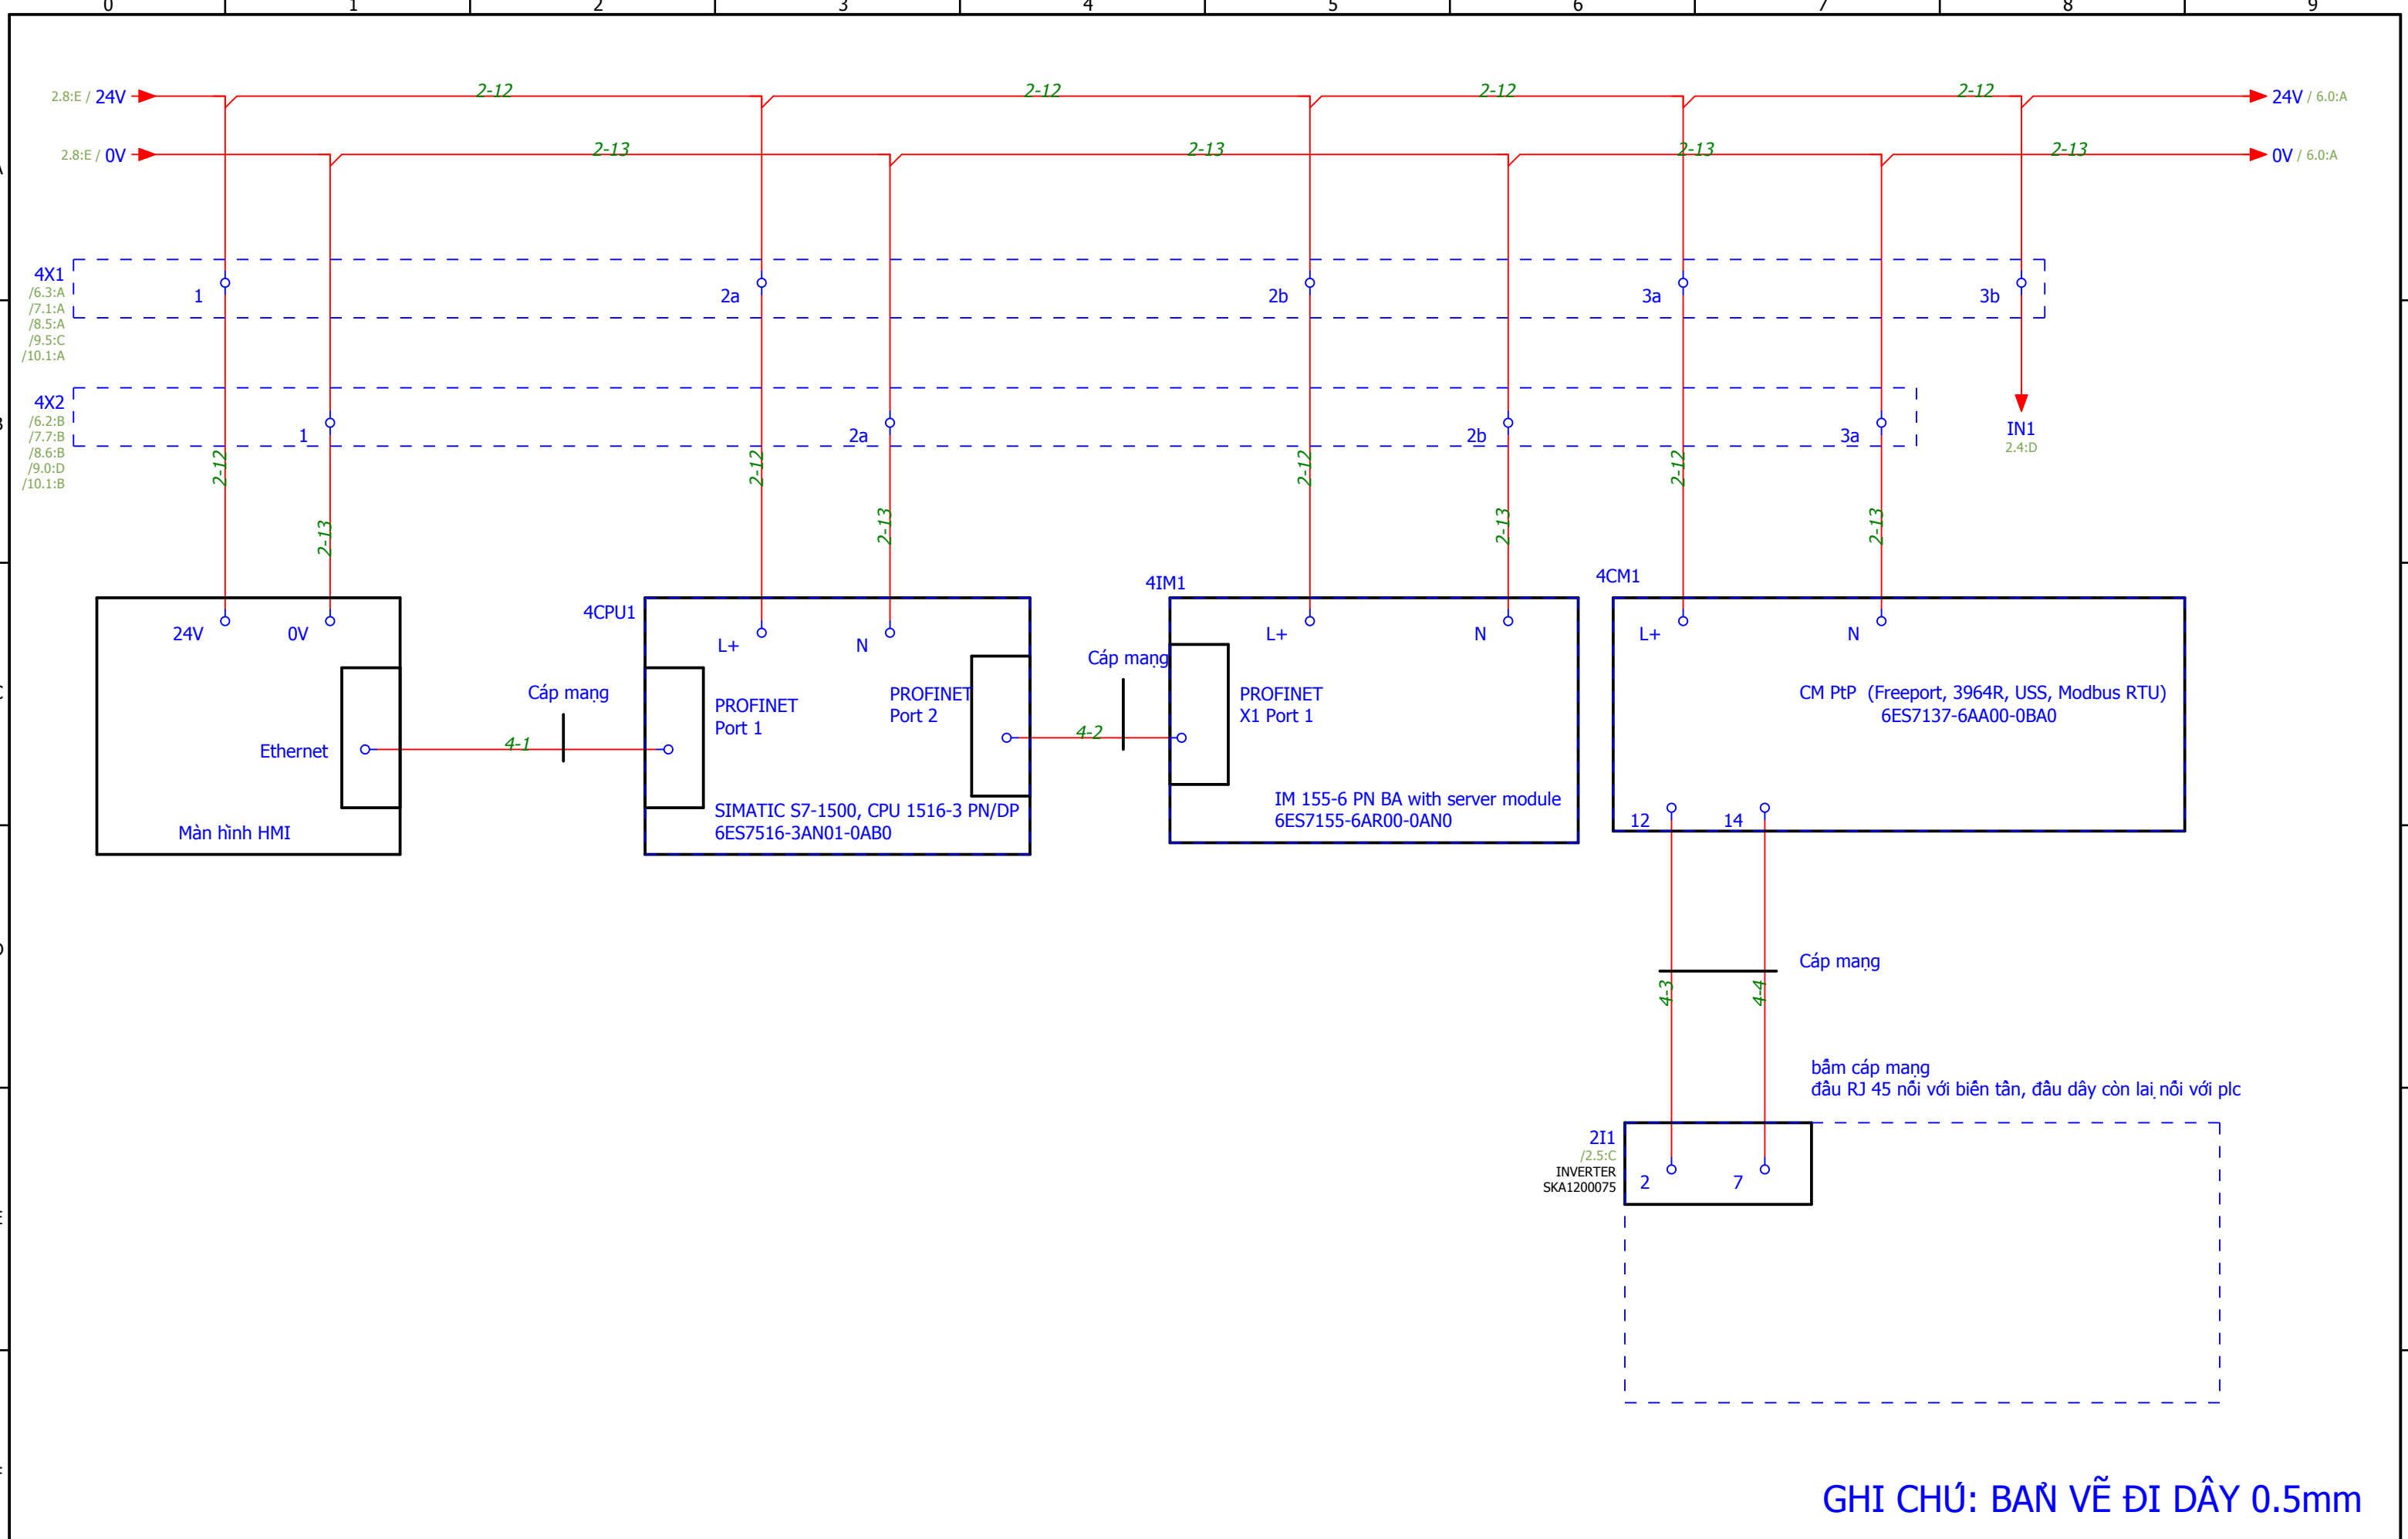 0 1 2 3 4 5 6 7 8 9
2.8:E / 24V 2-12 2-12 2-12 2-12 24V / 6.0:A
2.8:E / 0V 2-13 2-13 2-13 2-13 0V / 6.0:A
4X1
/6.3:A
/7.1:A
/8.5:A
/9.5:C
/10.1:A
1 2a 2b 3a 3b
4X2
/6.2:B
/7.7:B
/8.6:B
/9.0:D
/10.1:B
1 2a 2b 3a
IN1
2.4:D
2-12 2-12 2-12 2-12
2-13 2-13 2-13 2-13
24V 0V
Ethernet
Màn hình HMI
Cáp mạng
4-1
4CPU1
L+ N
PROFINET
Port 1
PROFINET
Port 2
SIMATIC S7-1500, CPU 1516-3 PN/DP
6ES7516-3AN01-0AB0
Cáp mạng
4-2
4IM1
L+ N
PROFINET
X1 Port 1
IM 155-6 PN BA with server module
6ES7155-6AR00-0AN0
4CM1
L+ N
CM PtP (Freeport, 3964R, USS, Modbus RTU)
6ES7137-6AA00-0BA0
12 14
Cáp mạng
4-3 4-4
bấm cáp mạng
đầu RJ 45 nối với biến tần, đầu dây còn lại nối với plc
2I1
/2.5:C
INVERTER
SKA1200075
2 7
GHI CHÚ: BẢN VẼ ĐI DÂY 0.5mm